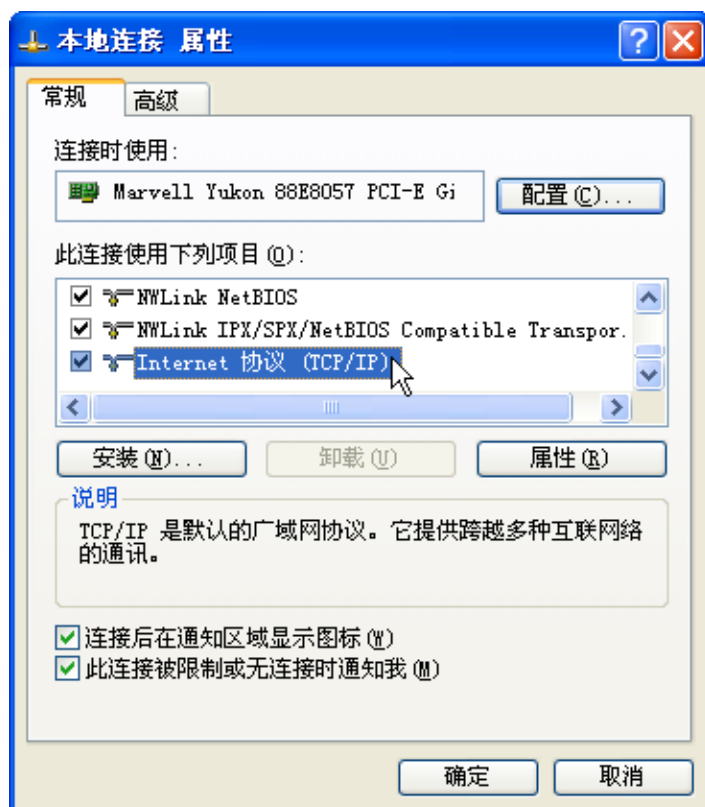 本地连接 属性
常规
高级
连接时使用:
Marvell Yukon 88E8057 PCI-E Gi
配置(C)...
此连接使用下列项目(O):
NWLink NetBIOS
NWLink IPX/SPX/NetBIOS Compatible Transpor.
Internet 协议 (TCP/IP)
安装(N)...
卸载(U)
属性(R)
说明
TCP/IP 是默认的广域网协议。它提供跨越多种互联网络
的通讯。
连接后在通知区域显示图标(W)
此连接被限制或无连接时通知我(M)
确定
取消